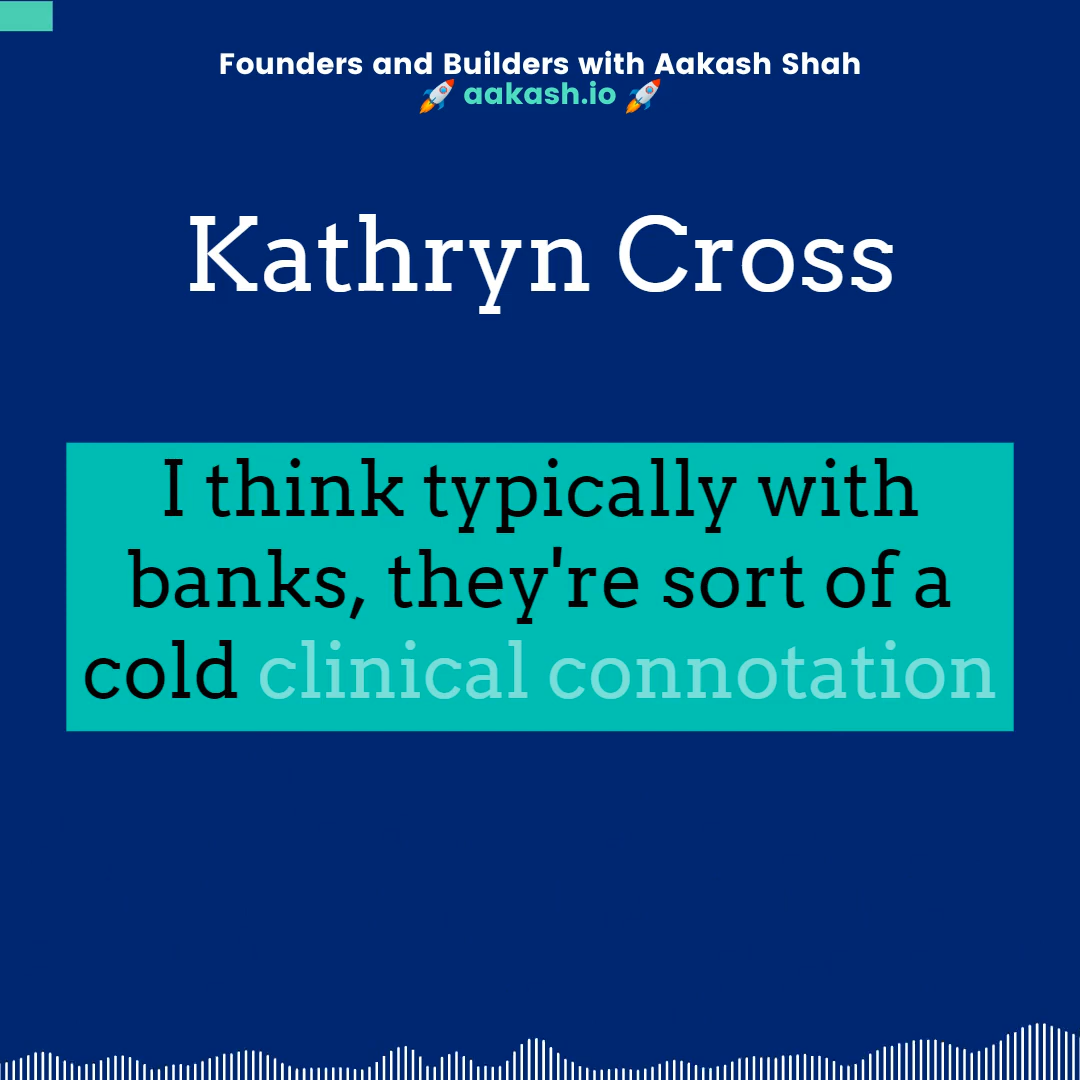 Founders and Builders with Aakash Shah
🚀 aakash.io 🚀
Kathryn Cross
I think typically with
banks, they're sort of a
cold clinical connotation